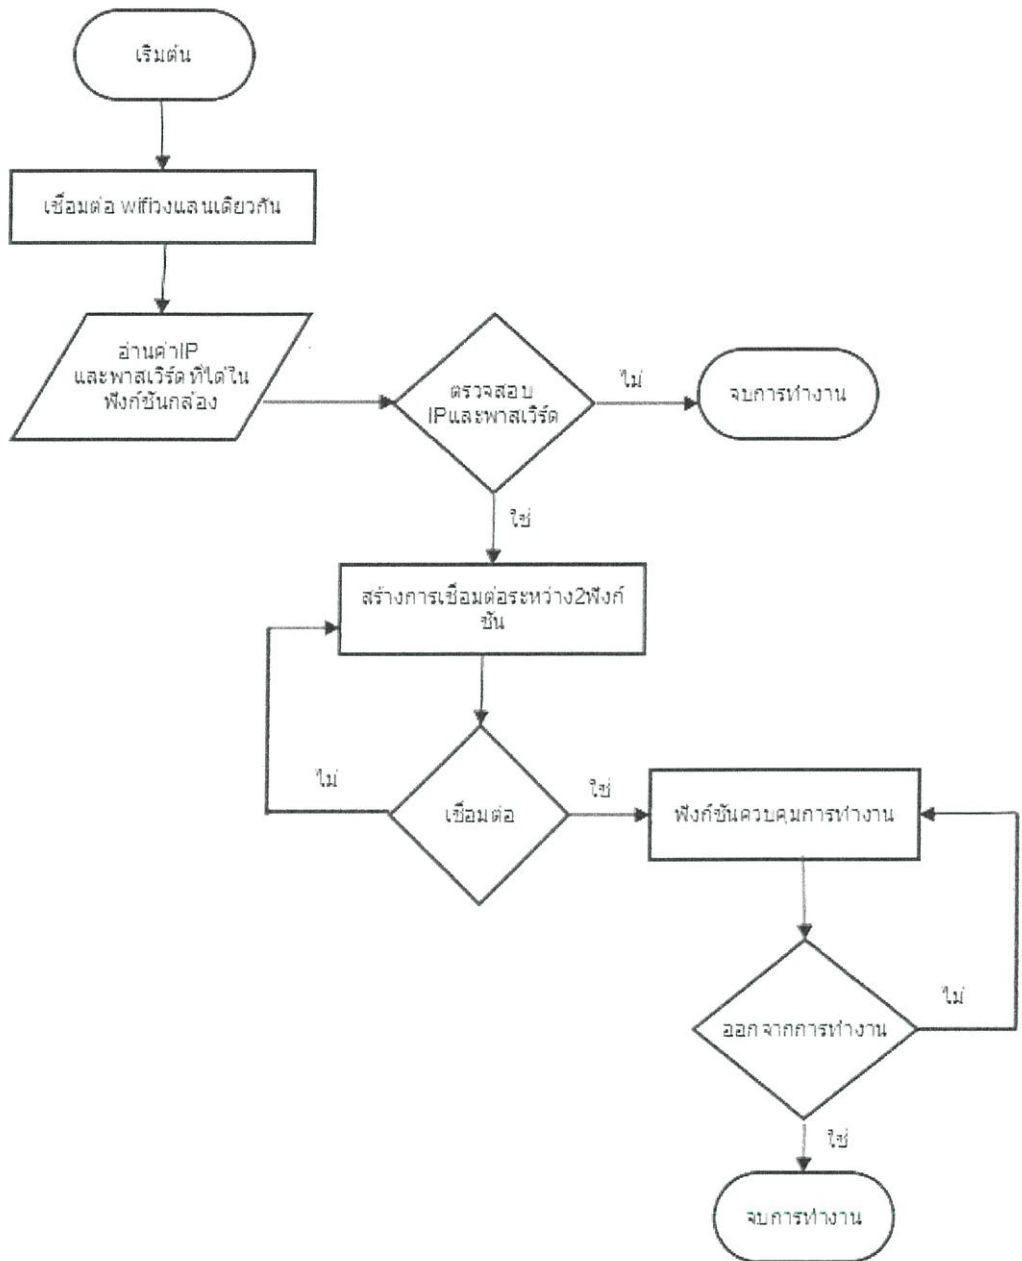 เริ่มต้น
เชื่อมต่อ wifiวงแลนเดียวกัน
อ่านค่าIP
และพาสเวิร์ด ที่ได้ใน
ฟังก์ชันกล้อง
ตรวจสอบ
IPและพาสเวิร์ด
ไม่
จบการทำงาน
ใช่
สร้างการเชื่อมต่อระหว่าง2ฟังก์
ชัน
เชื่อมต่อ
ไม่
ใช่
ฟังก์ชันควบคุมการทำงาน
ออกจากการทำงาน
ไม่
ใช่
จบการทำงาน